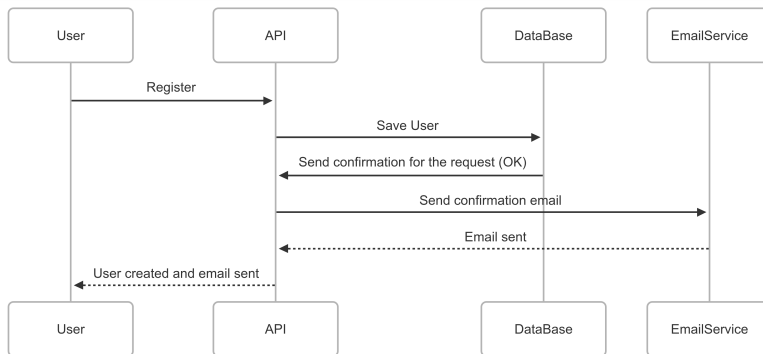 User
API
DataBase
EmailService
Register
Save User
Send confirmation for the request (OK)
Send confirmation email
Email sent
User created and email sent
User
API
DataBase
EmailService